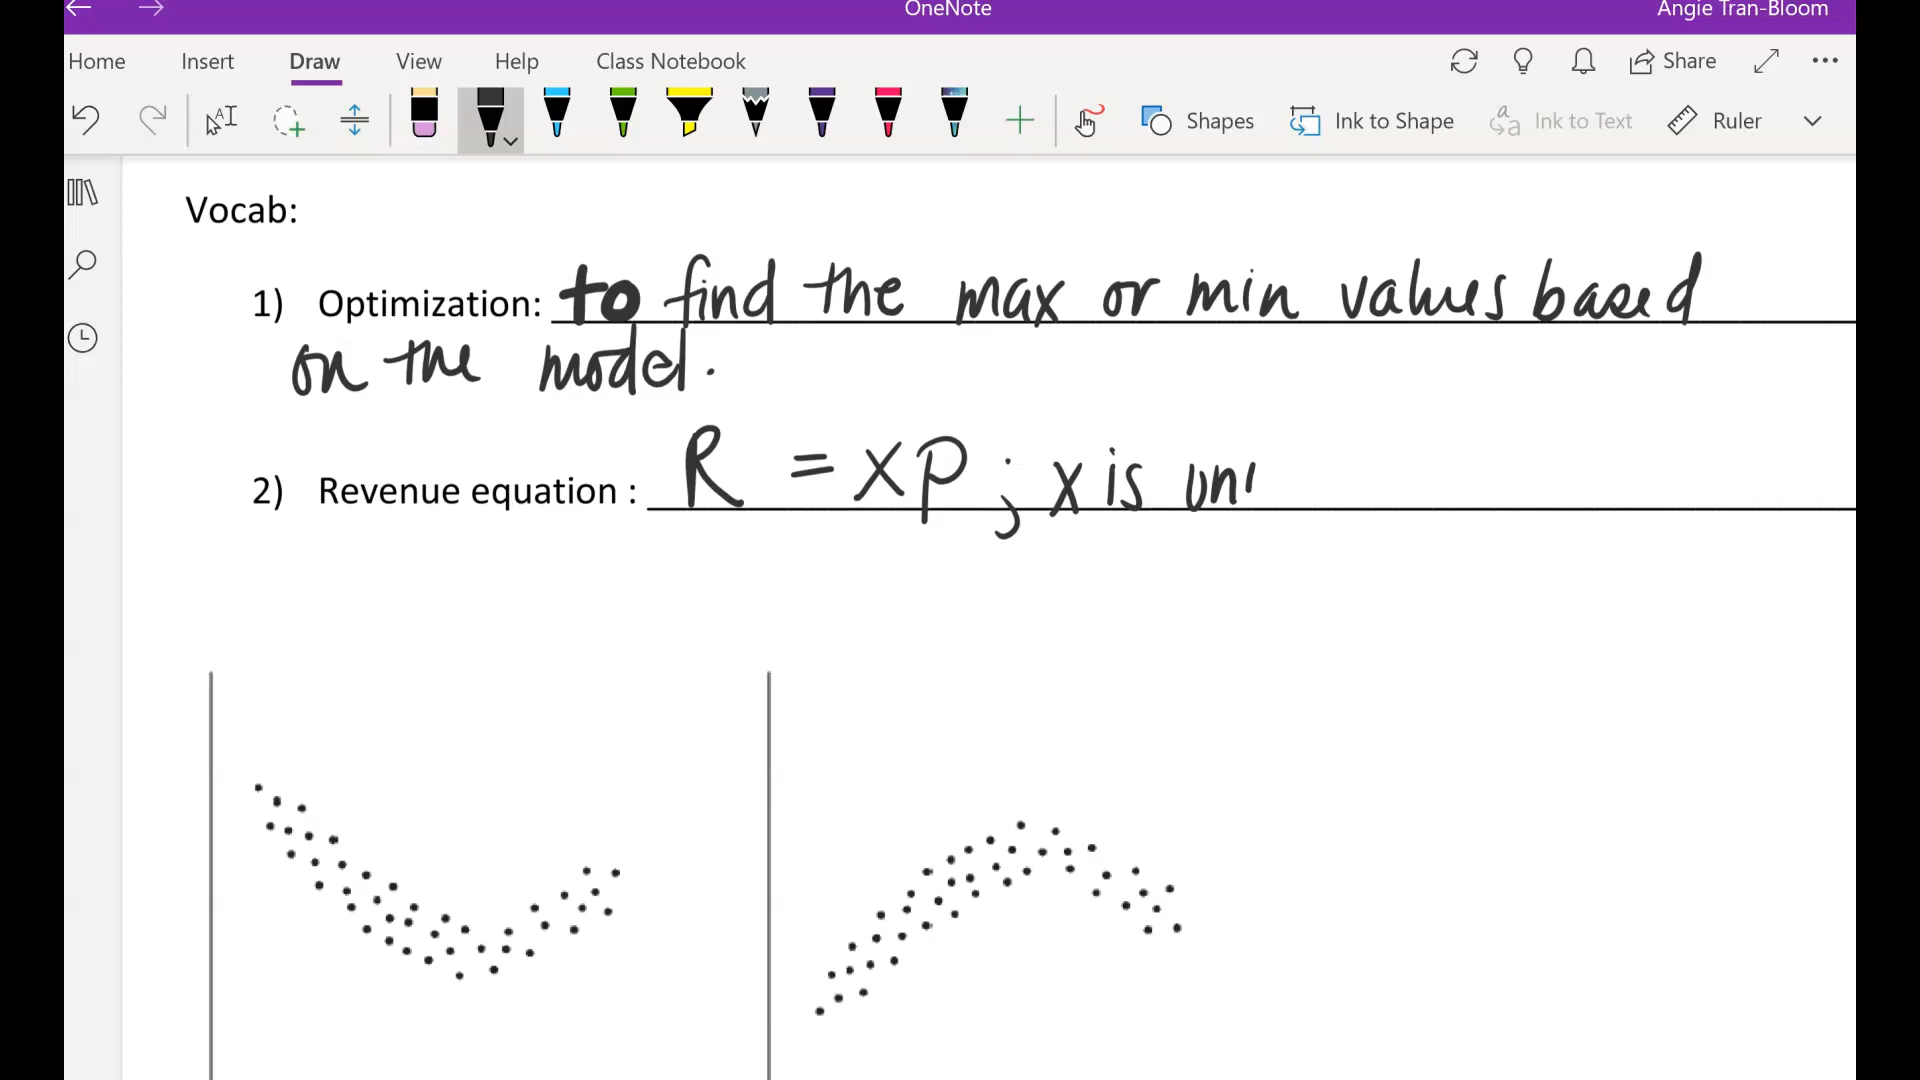 OneNote
Angie Tran-Bloom
Home Insert Draw View Help Class Notebook
Share
Shapes Ink to Shape Ink to Text Ruler
Vocab:
1) Optimization: to find the max or min values based
on the model.
2) Revenue equation : R = xp ; x is uni